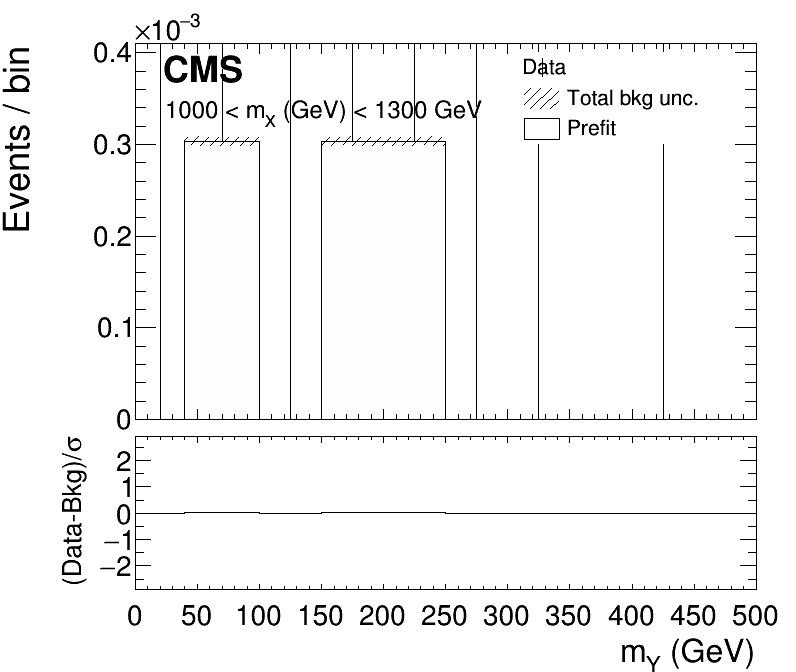 ×10⁻³
Events / bin
0.4
0.3
0.2
0.1
0
CMS
1000 < mX (GeV) < 1300 GeV
Data
Total bkg unc.
Prefit
(Data-Bkg)/σ
2
1
0
−1
−2
0 50 100 150 200 250 300 350 400 450 500
mY (GeV)